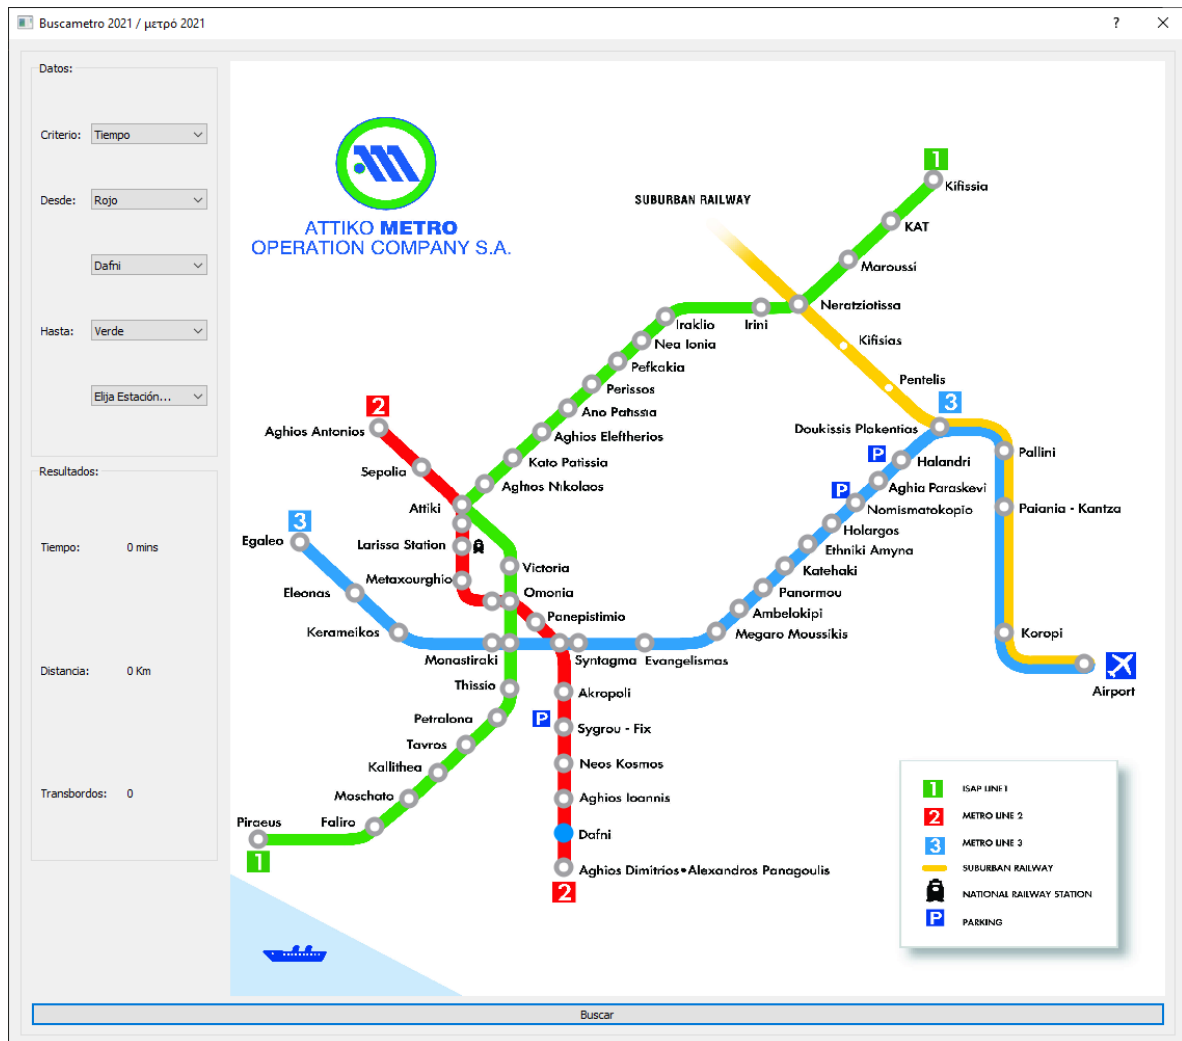 Buscametro 2021 / μετρό 2021
?
Datos:
Criterio: Tiempo
Desde: Rojo
Dafni
Hasta: Verde
Elija Estación...
Resultados:
Tiempo: 0 mins
Distancia: 0 Km
Transbordos: 0
ATTIKO METRO
OPERATION COMPANY S.A.
SUBURBAN RAILWAY
1
Kifissia
KAT
Maroussi
Neratziotissa
Irini
Iraklio
Nea Ionia
Pefkakia
Perissos
Ano Patissia
Aghios Eleftherios
Kato Patissia
Aghios Nikolaos
Kifisias
Pentelis
2
Aghios Antonios
Sepolia
Attiki
Larissa Station
Metaxourghio
3
Egaleo
Eleonas
Kerameikos
Victoria
Omonia
Panepistimio
Monastiraki
Syntagma
Evangelismos
Megaro Moussikis
Ambelokipi
Panormou
Katehaki
Ethniki Amyna
Holargos
P
Nomismatokopio
Aghia Paraskevi
P
Halandri
Doukissis Plakentias
3
Pallini
Paiania - Kantza
Koropi
Airport
Thissio
Petralona
Tavros
Kallithea
Moschato
Faliro
Piraeus
1
Akropoli
P
Sygrou - Fix
Neos Kosmos
Aghios Ioannis
Dafni
Aghios Dimitrios•Alexandros Panagoulis
2
1 ISAP LINE 1
2 METRO LINE 2
3 METRO LINE 3
SUBURBAN RAILWAY
NATIONAL RAILWAY STATION
P PARKING
Buscar